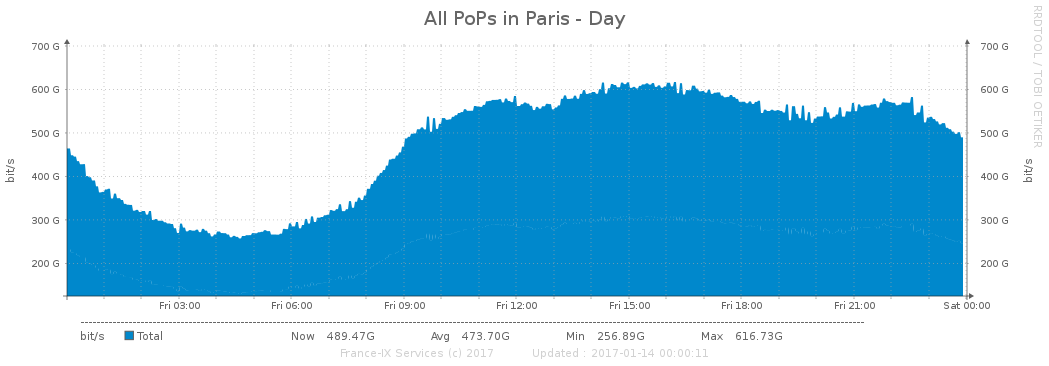 All PoPs in Paris - Day
RRDTOOL / TOBI OETIKER
700 G 700 G
600 G 600 G
500 G 500 G
400 G 400 G
300 G 300 G
200 G 200 G
bit/s bit/s
Fri 03:00 Fri 06:00 Fri 09:00 Fri 12:00 Fri 15:00 Fri 18:00 Fri 21:00 Sat 00:00
bit/s Total Now 489.47G Avg 473.70G Min 256.89G Max 616.73G
France-IX Services (c) 2017 Updated : 2017-01-14 00:00:11